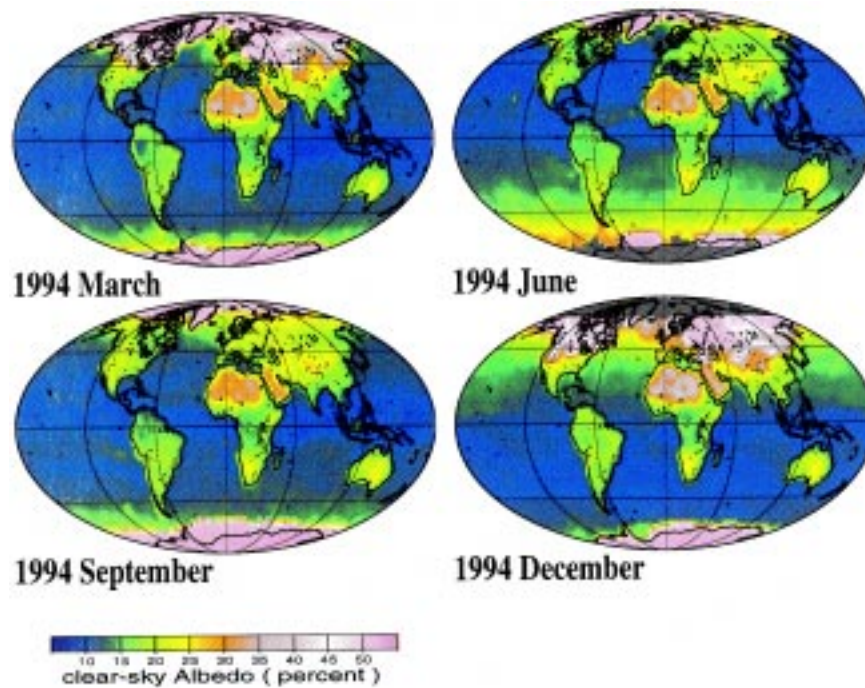 1994 March
1994 June
1994 September
1994 December
10 15 20 25 30 35 40 45 50
clear-sky Albedo ( percent )